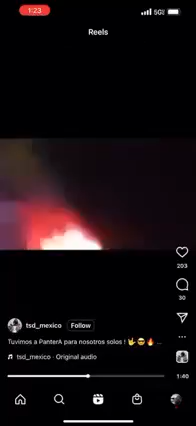 1:23
5G
Reels
203
30
tsd_mexico Follow
Tuvimos a PanterA para nosotros solos ! 🤘😎🔥 ...
tsd_mexico · Original audio
1:40